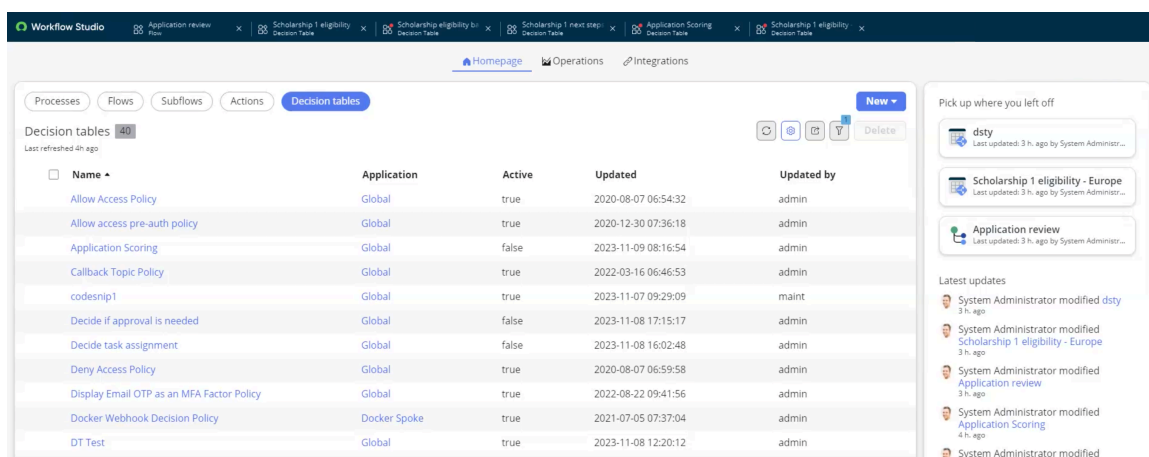 Workflow Studio
Application review
Flow
Scholarship 1 eligibility
Decision Table
Scholarship eligibility ba
Decision Table
Scholarship 1 next step
Decision Table
Application Scoring
Decision Table
Scholarship 1 eligibility
Decision Table
Homepage Operations Integrations
Processes Flows Subflows Actions Decision tables New
Decision tables 40 1 Delete
Last refreshed 4h ago
Name Application Active Updated Updated by
Allow Access Policy Global true 2020-08-07 06:54:32 admin
Allow access pre-auth policy Global true 2020-12-30 07:36:18 admin
Application Scoring Global false 2023-11-09 08:16:54 admin
Callback Topic Policy Global true 2022-03-16 06:46:53 admin
codesnip1 Global true 2023-11-07 09:29:09 maint
Decide if approval is needed Global false 2023-11-08 17:15:17 admin
Decide task assignment Global false 2023-11-08 16:02:48 admin
Deny Access Policy Global true 2020-08-07 06:59:58 admin
Display Email OTP as an MFA Factor Policy Global true 2022-08-22 09:41:56 admin
Docker Webhook Decision Policy Docker Spoke true 2021-07-05 07:37:04 admin
DT Test Global true 2023-11-08 12:20:12 admin
Pick up where you left off
dsty
Last updated: 3 h. ago by System Administr...
Scholarship 1 eligibility - Europe
Last updated: 3 h. ago by System Administr...
Application review
Last updated: 3 h. ago by System Administr...
Latest updates
System Administrator modified dsty
3 h. ago
System Administrator modified
Scholarship 1 eligibility - Europe
3 h. ago
System Administrator modified
Application review
3 h. ago
System Administrator modified
Application Scoring
4 h. ago
System Administrator modified